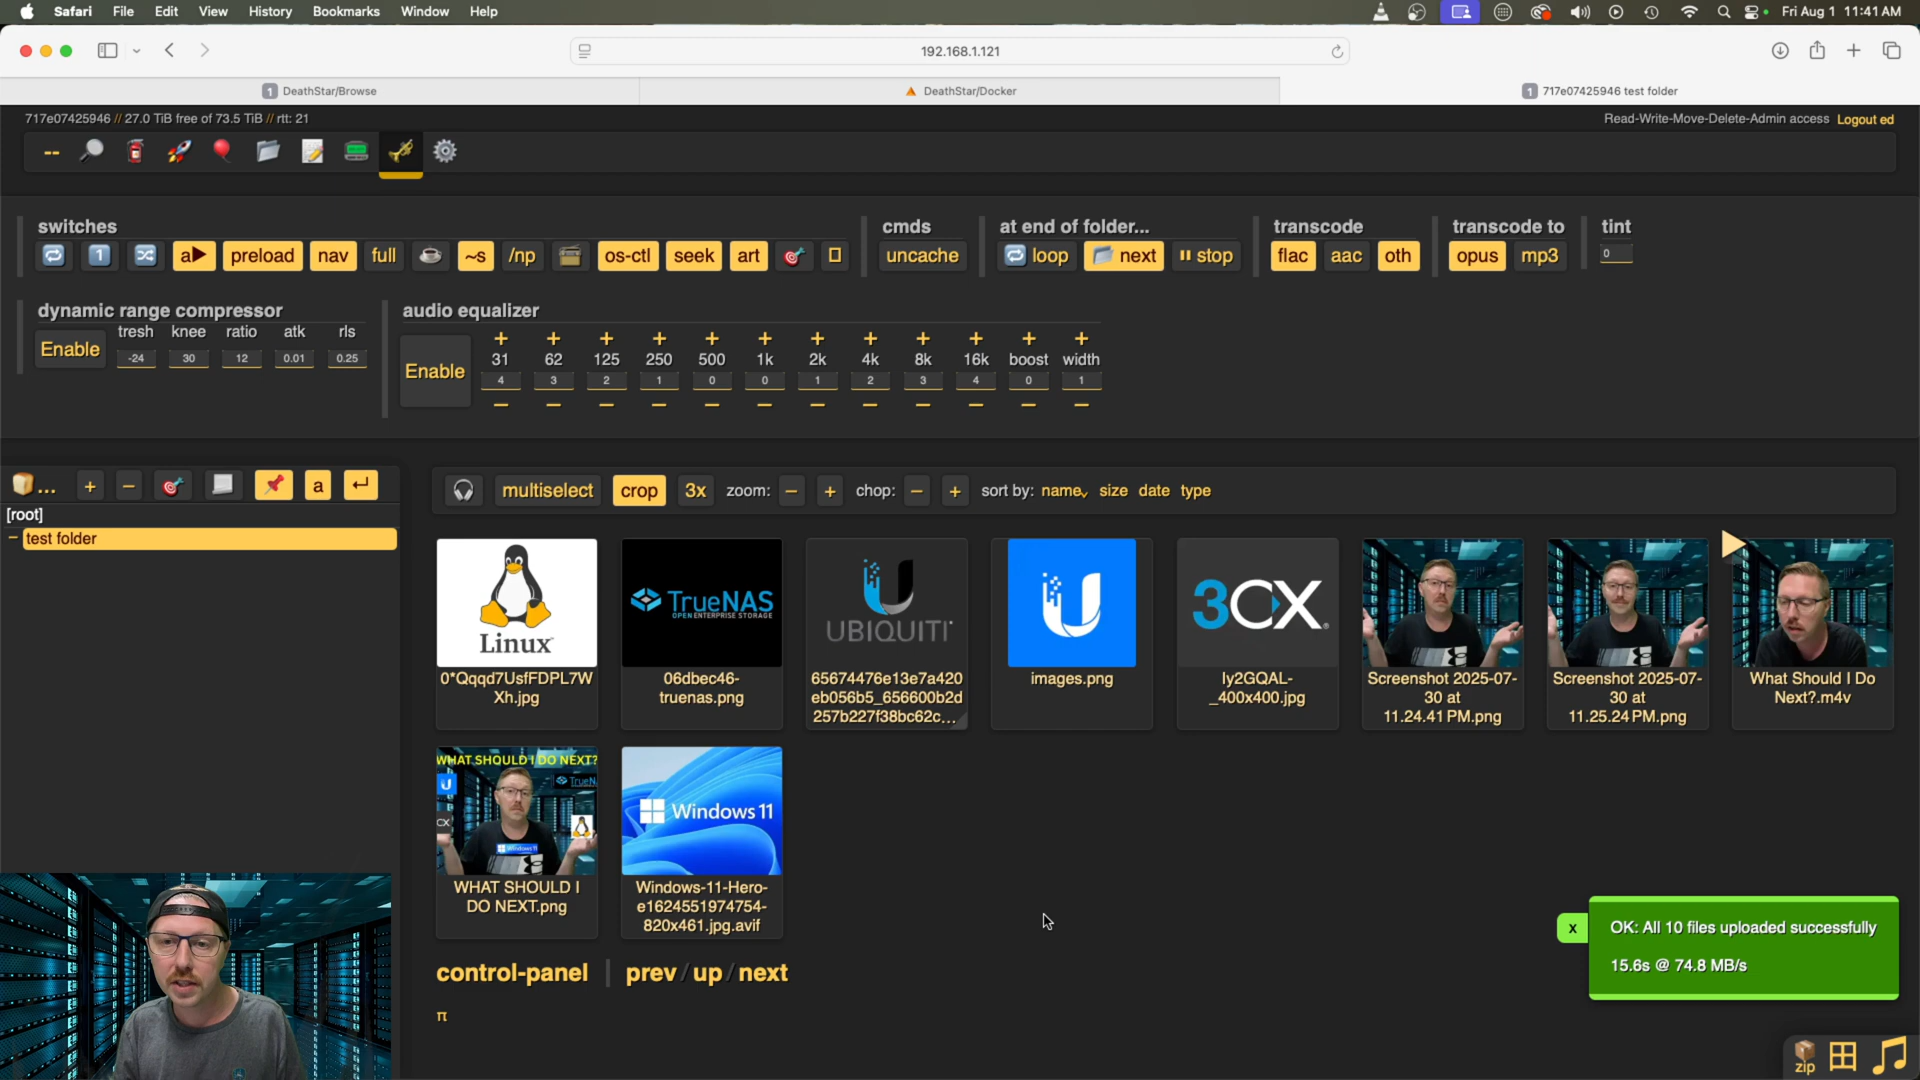 Safari File Edit View History Bookmarks Window Help
Fri Aug 1 11:41 AM
192.168.1.121
1 DeathStar/Browse
DeathStar/Docker
1 717e07425946 test folder
717e07425946 // 27.0 TiB free of 73.5 TiB // rtt: 21
Read-Write-Move-Delete-Admin access Logout ed
--
switches
cmds
at end of folder...
transcode
transcode to
tint
1 a▶ preload nav full ~s /np os-ctl seek art
uncache
loop next stop
flac aac oth
opus mp3
0
dynamic range compressor
audio equalizer
tresh knee ratio atk rls
Enable
-24 30 12 0.01 0.25
+ + + + + + + + + + + +
31 62 125 250 500 1k 2k 4k 8k 16k boost width
Enable
4 3 2 1 0 0 1 2 3 4 0 1
− − − − − − − − − − − −
... + − a ↵
[root]
− test folder
multiselect crop 3x zoom: − + chop: − + sort by: name size date type
Linux
TrueNAS
OPEN ENTERPRISE STORAGE
UBIQUITI
3CX
0*Qqqd7UsfFDPL7W
Xh.jpg
06dbec46-
truenas.png
65674476e13e7a420
eb056b5_656600b2d
257b227f38bc62c...
images.png
ly2GQAL-
_400x400.jpg
Screenshot 2025-07-
30 at
11.24.41 PM.png
Screenshot 2025-07-
30 at
11.25.24 PM.png
What Should I Do
Next?.m4v
WHAT SHOULD I DO NEXT?
TrueN
CX
Windows 11
Windows 11
WHAT SHOULD I
DO NEXT.png
Windows-11-Hero-
e1624551974754-
820x461.jpg.avif
control-panel prev / up / next
π
x
OK: All 10 files uploaded successfully
15.6s @ 74.8 MB/s
zip